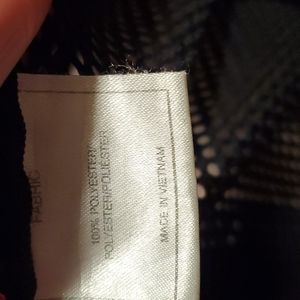 FABRIC
100% POLYESTER
POLYESTER/POLIÉSTER
MADE IN VIETNAM